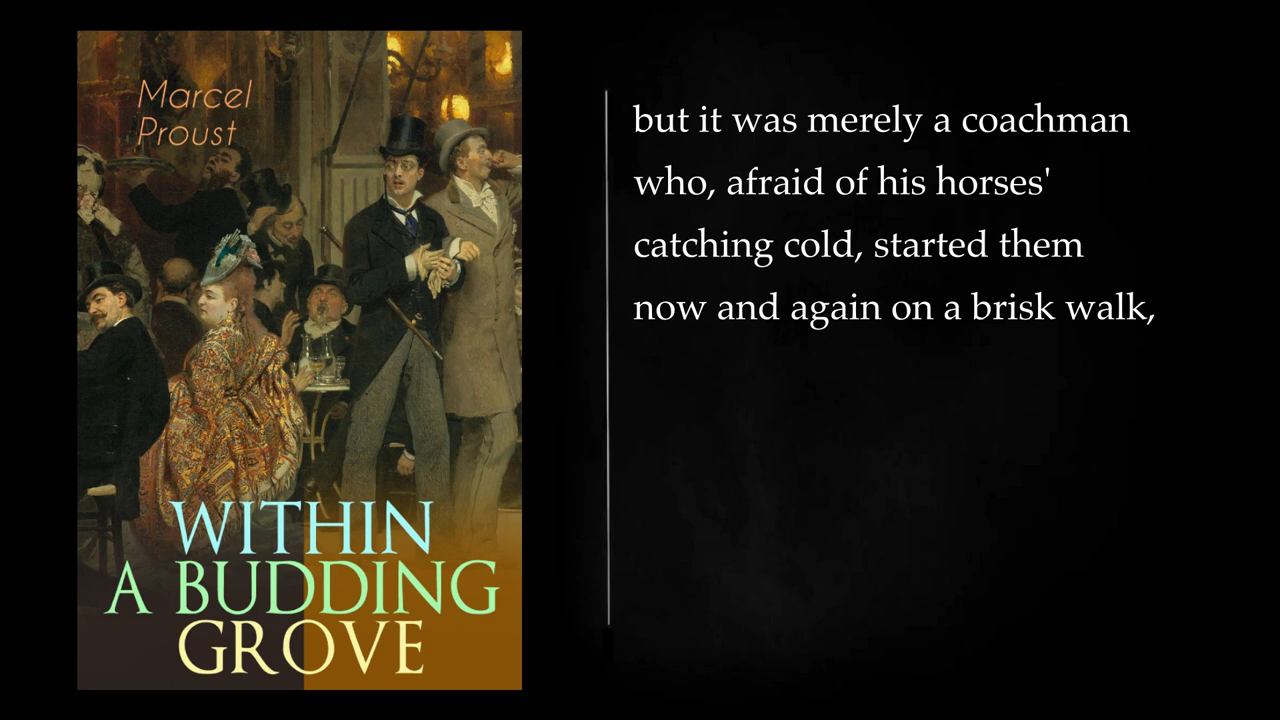 Marcel
Proust
WITHIN
A BUDDING
GROVE
but it was merely a coachman
who, afraid of his horses'
catching cold, started them
now and again on a brisk walk,